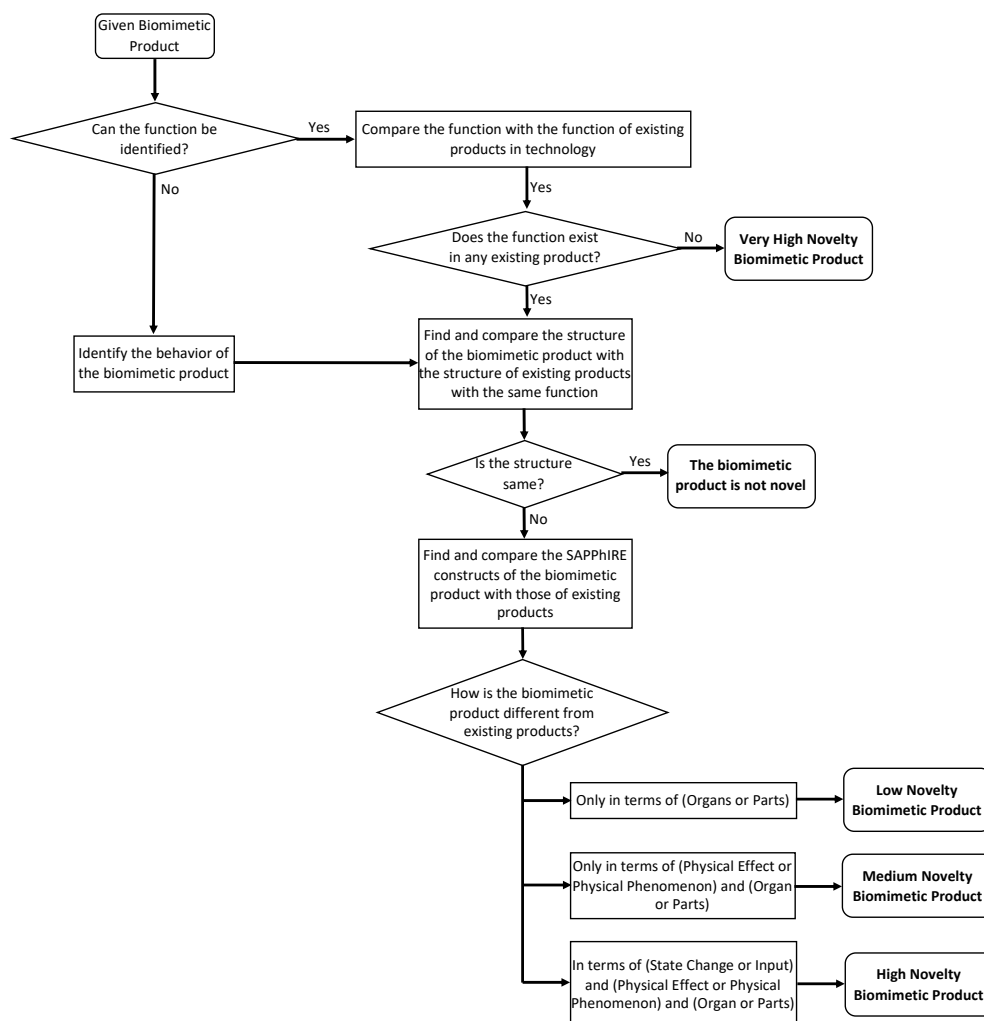 Given Biomimetic
Product
Can the function be
identified?
Yes
Compare the function with the function of existing
products in technology
No
Yes
Does the function exist
in any existing product?
No
Very High Novelty
Biomimetic Product
Yes
Identify the behavior of
the biomimetic product
Find and compare the structure
of the biomimetic product with
the structure of existing products
with the same function
Is the structure
same?
Yes
The biomimetic
product is not novel
No
Find and compare the SAPPhIRE
constructs of the biomimetic
product with those of existing
products
How is the biomimetic
product different from
existing products?
Only in terms of (Organs or Parts)
Low Novelty
Biomimetic Product
Only in terms of (Physical Effect or
Physical Phenomenon) and (Organ
or Parts)
Medium Novelty
Biomimetic Product
In terms of (State Change or Input)
and (Physical Effect or Physical
Phenomenon) and (Organ or Parts)
High Novelty
Biomimetic Product